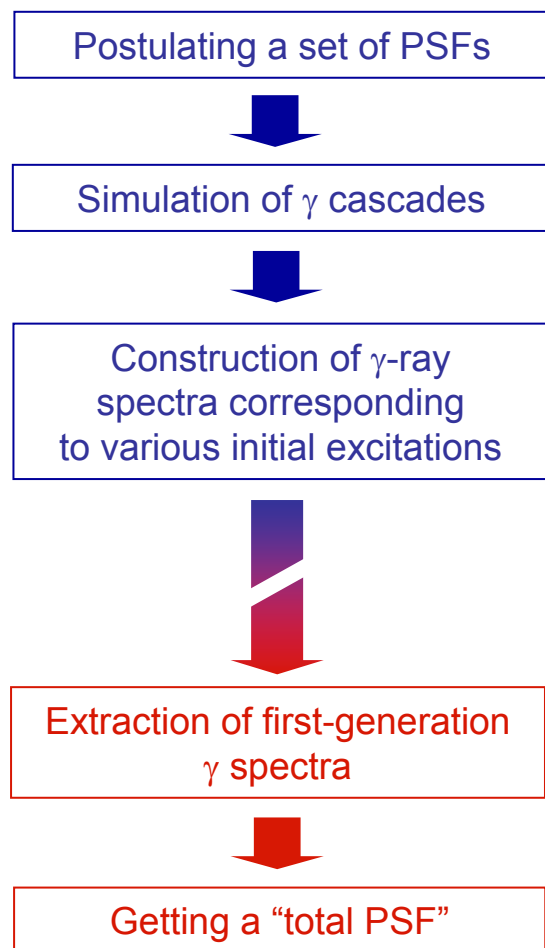 Postulating a set of PSFs
Simulation of γ cascades
Construction of γ-ray
spectra corresponding
to various initial excitations
Extraction of first-generation
γ spectra
Getting a “total PSF”